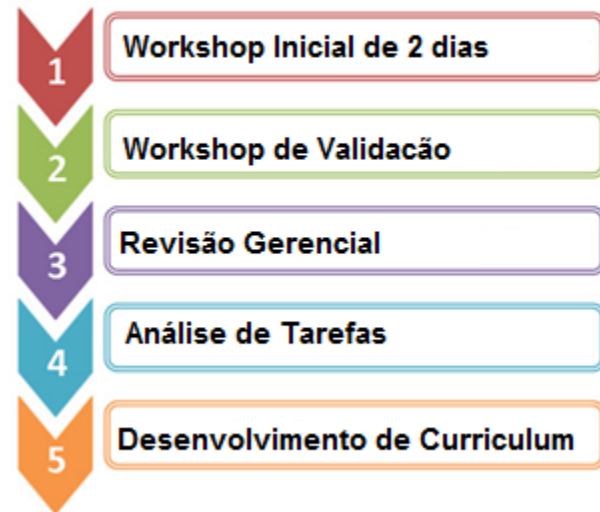 1 Workshop Inicial de 2 dias
2 Workshop de Validacão
3 Revisão Gerencial
4 Análise de Tarefas
5 Desenvolvimento de Curriculum